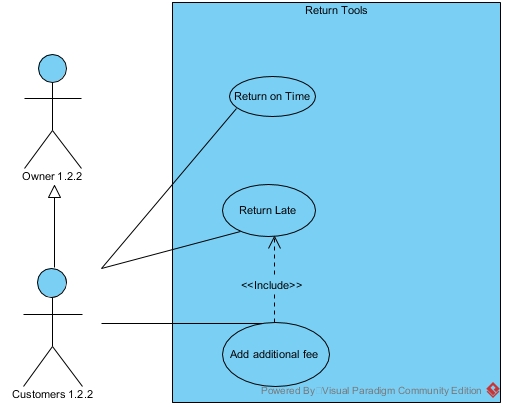 Return Tools
Return on Time
Owner 1.2.2
Return Late
<<Include>>
Add additional fee
Customers 1.2.2
Powered By Visual Paradigm Community Edition